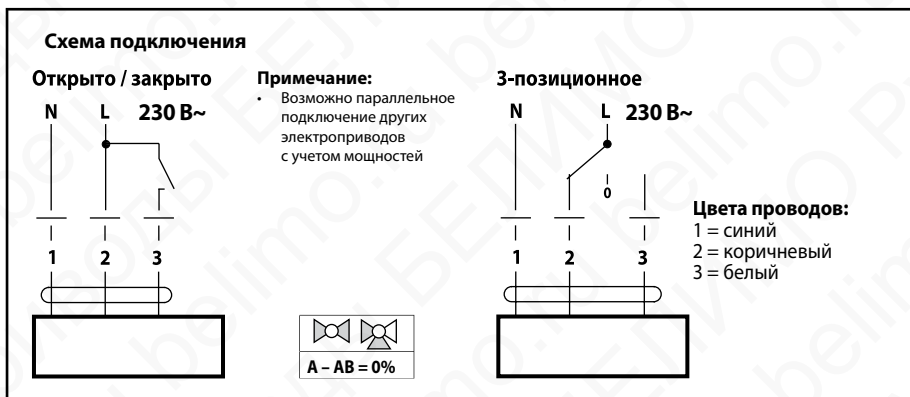 Схема подключения
Открыто / закрыто
N L 230 В~
1 2 3
Примечание:
• Возможно параллельное
подключение других
электроприводов
с учетом мощностей
A – AB = 0%
3-позиционное
N L 230 В~
0
1 2 3
Цвета проводов:
1 = синий
2 = коричневый
3 = белый